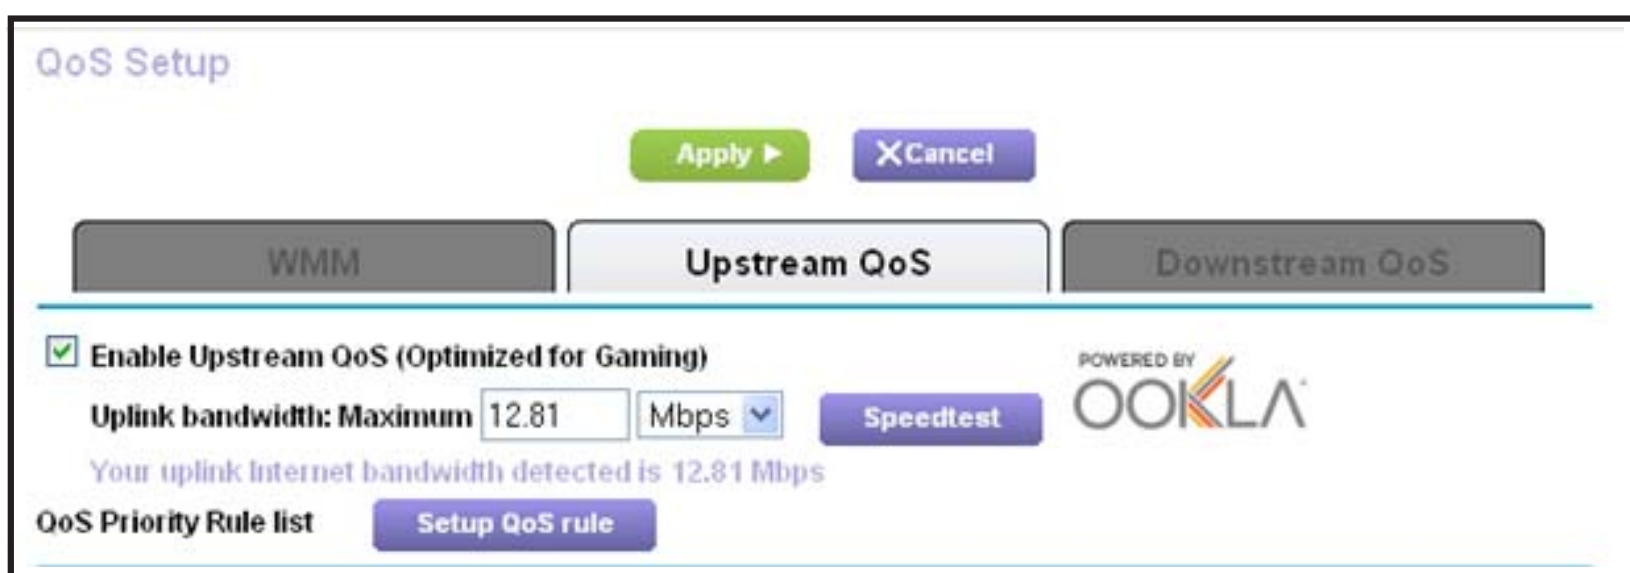 QoS Setup
Apply
Cancel
WMM
Upstream QoS
Downstream QoS
Enable Upstream QoS (Optimized for Gaming)
Uplink bandwidth: Maximum 12.81 Mbps Speedtest
POWERED BY
OOKLA
Your uplink Internet bandwidth detected is 12.81 Mbps
QoS Priority Rule list Setup QoS rule